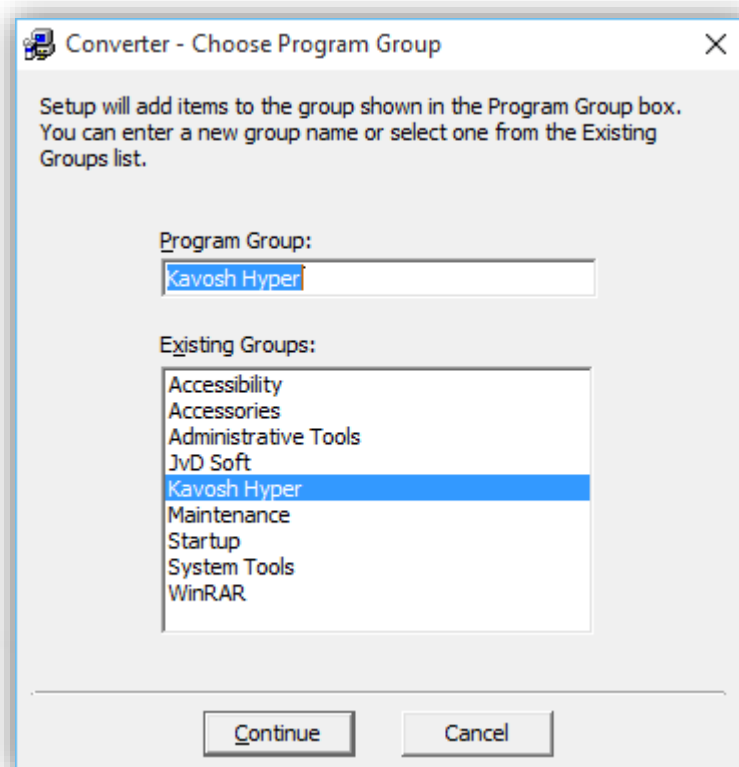 Converter - Choose Program Group
Setup will add items to the group shown in the Program Group box.
You can enter a new group name or select one from the Existing
Groups list.
Program Group:
Kavosh Hyper
Existing Groups:
Accessibility
Accessories
Administrative Tools
JvD Soft
Kavosh Hyper
Maintenance
Startup
System Tools
WinRAR
Continue
Cancel